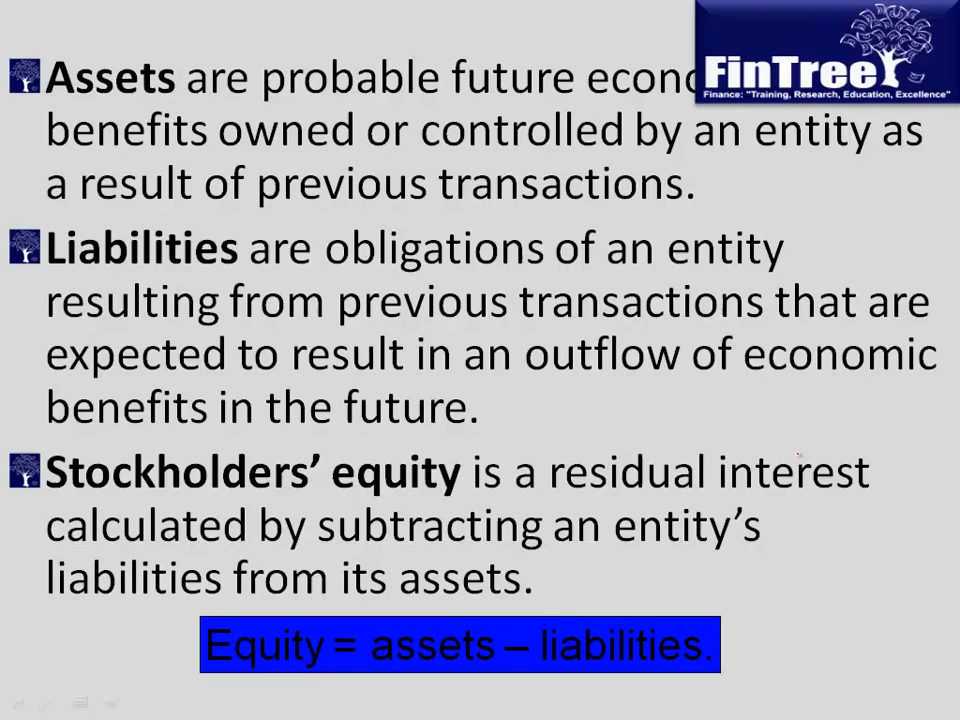 FinTree
Finance: "Training, Research, Education, Excellence"
Assets are probable future econo
benefits owned or controlled by an entity as
a result of previous transactions.
Liabilities are obligations of an entity
resulting from previous transactions that are
expected to result in an outflow of economic
benefits in the future.
Stockholders’ equity is a residual interest
calculated by subtracting an entity’s
liabilities from its assets.
Equity = assets – liabilities.